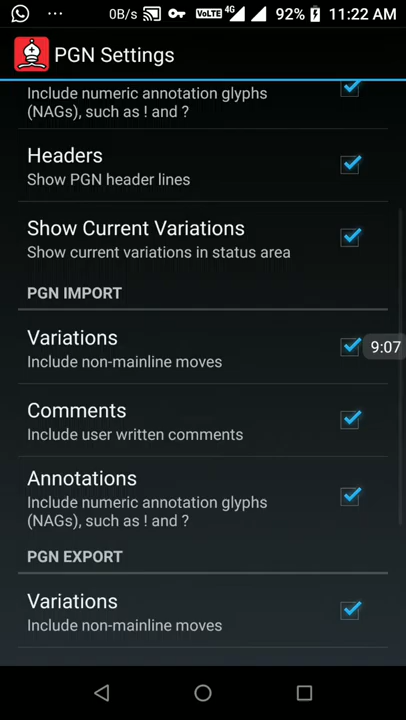 0B/s VoLTE 4G 92% 11:22 AM
PGN Settings
Include numeric annotation glyphs
(NAGs), such as ! and ?
Headers
Show PGN header lines
Show Current Variations
Show current variations in status area
PGN IMPORT
Variations
Include non-mainline moves
9:07
Comments
Include user written comments
Annotations
Include numeric annotation glyphs
(NAGs), such as ! and ?
PGN EXPORT
Variations
Include non-mainline moves